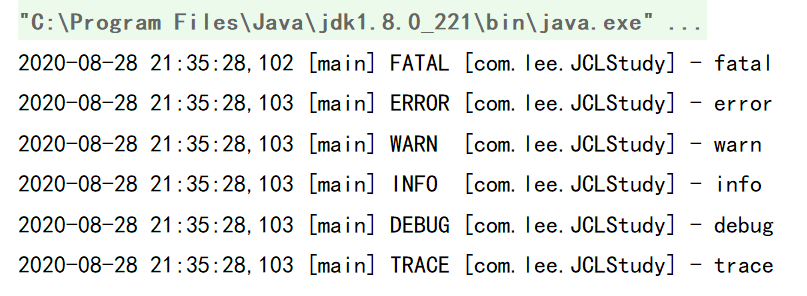 "C:\Program Files\Java\jdk1.8.0_221\bin\java.exe" ...
2020-08-28 21:35:28,102 [main] FATAL [com.lee.JCLStudy] - fatal
2020-08-28 21:35:28,103 [main] ERROR [com.lee.JCLStudy] - error
2020-08-28 21:35:28,103 [main] WARN  [com.lee.JCLStudy] - warn
2020-08-28 21:35:28,103 [main] INFO  [com.lee.JCLStudy] - info
2020-08-28 21:35:28,103 [main] DEBUG [com.lee.JCLStudy] - debug
2020-08-28 21:35:28,103 [main] TRACE [com.lee.JCLStudy] - trace